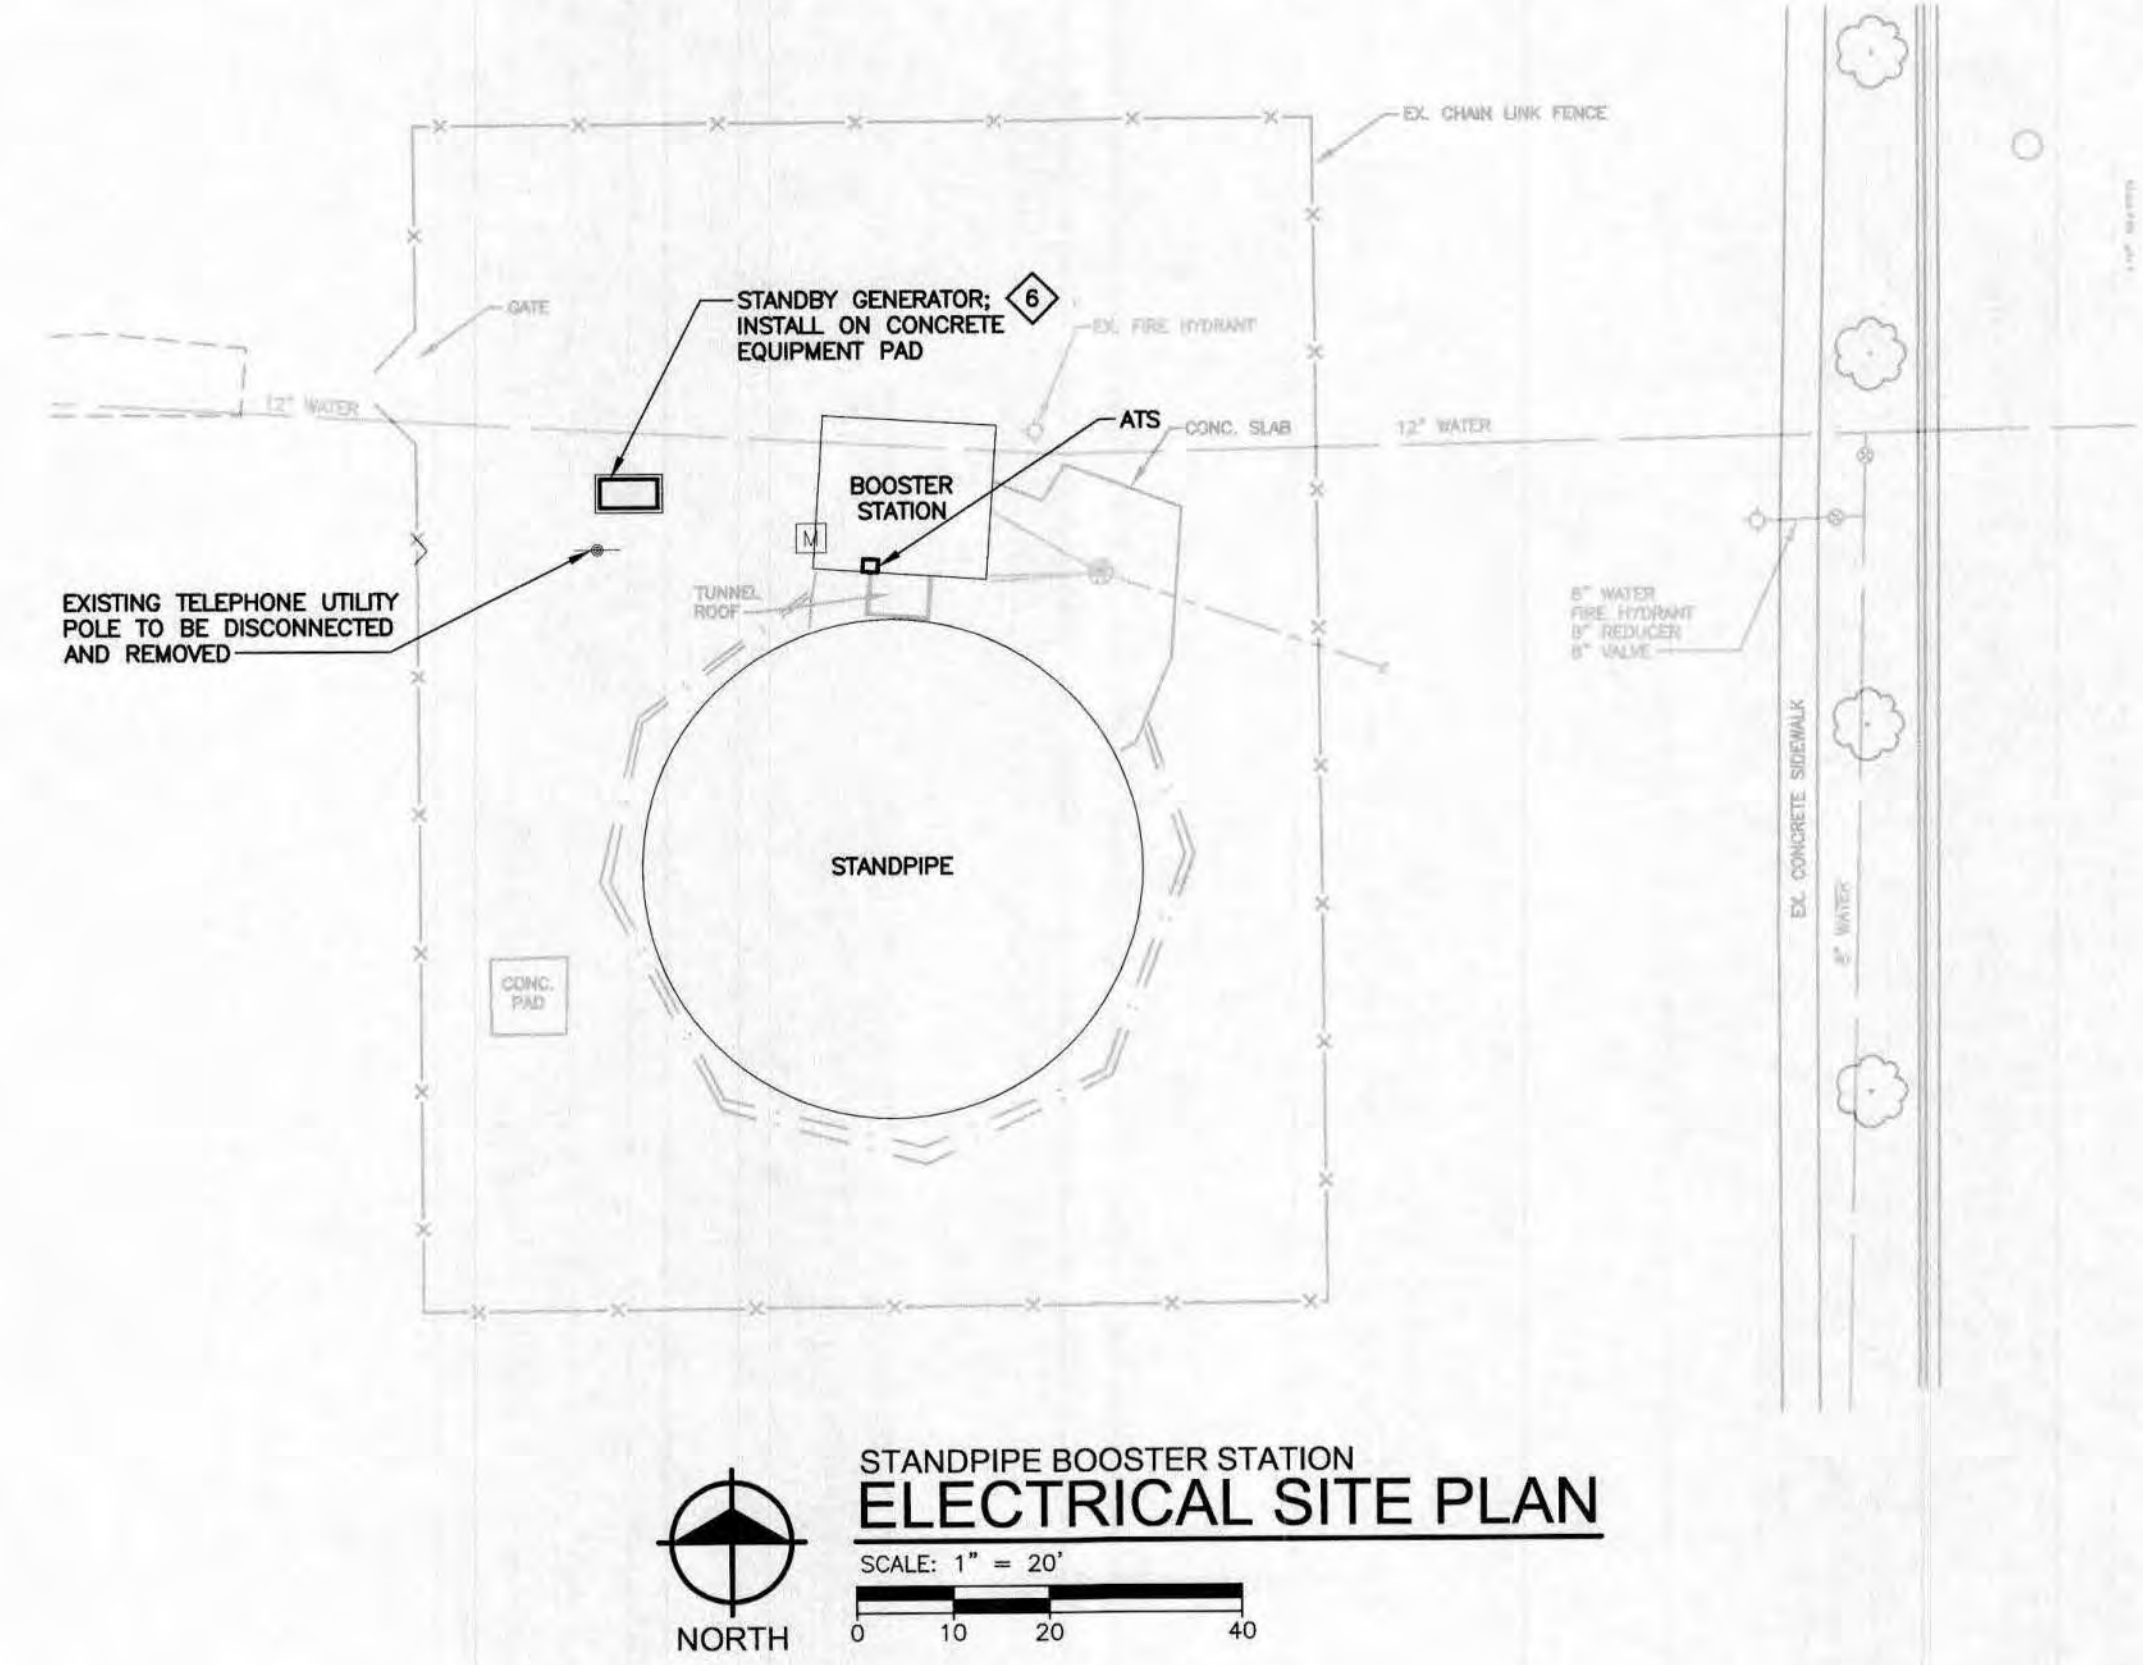 EX. CHAIN LINK FENCE
GATE
STANDBY GENERATOR;
INSTALL ON CONCRETE
EQUIPMENT PAD
6
EX. FIRE HYDRANT
12" WATER
ATS
CONC. SLAB
12" WATER
BOOSTER
STATION
M
EXISTING TELEPHONE UTILITY
POLE TO BE DISCONNECTED
AND REMOVED
TUNNEL
ROOF
8" WATER
FIRE HYDRANT
8" REDUCER
8" VALVE
EX. CONCRETE SIDEWALK
8" WATER
STANDPIPE
CONC.
PAD
STANDPIPE BOOSTER STATION
ELECTRICAL SITE PLAN
SCALE: 1" = 20'
NORTH
0 10 20 40